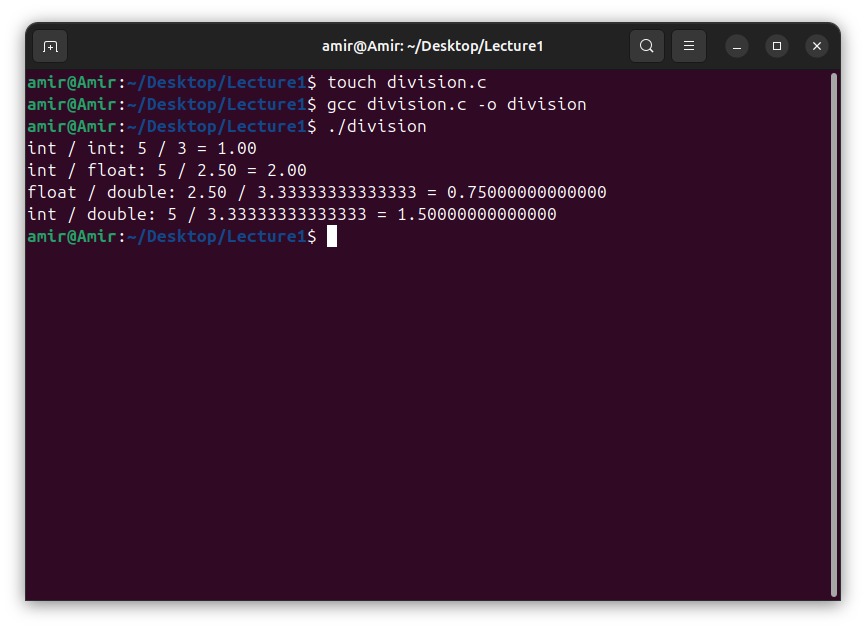 amir@Amir: ~/Desktop/Lecture1
amir@Amir:~/Desktop/Lecture1$ touch division.c
amir@Amir:~/Desktop/Lecture1$ gcc division.c -o division
amir@Amir:~/Desktop/Lecture1$ ./division
int / int: 5 / 3 = 1.00
int / float: 5 / 2.50 = 2.00
float / double: 2.50 / 3.33333333333333 = 0.75000000000000
int / double: 5 / 3.33333333333333 = 1.50000000000000
amir@Amir:~/Desktop/Lecture1$